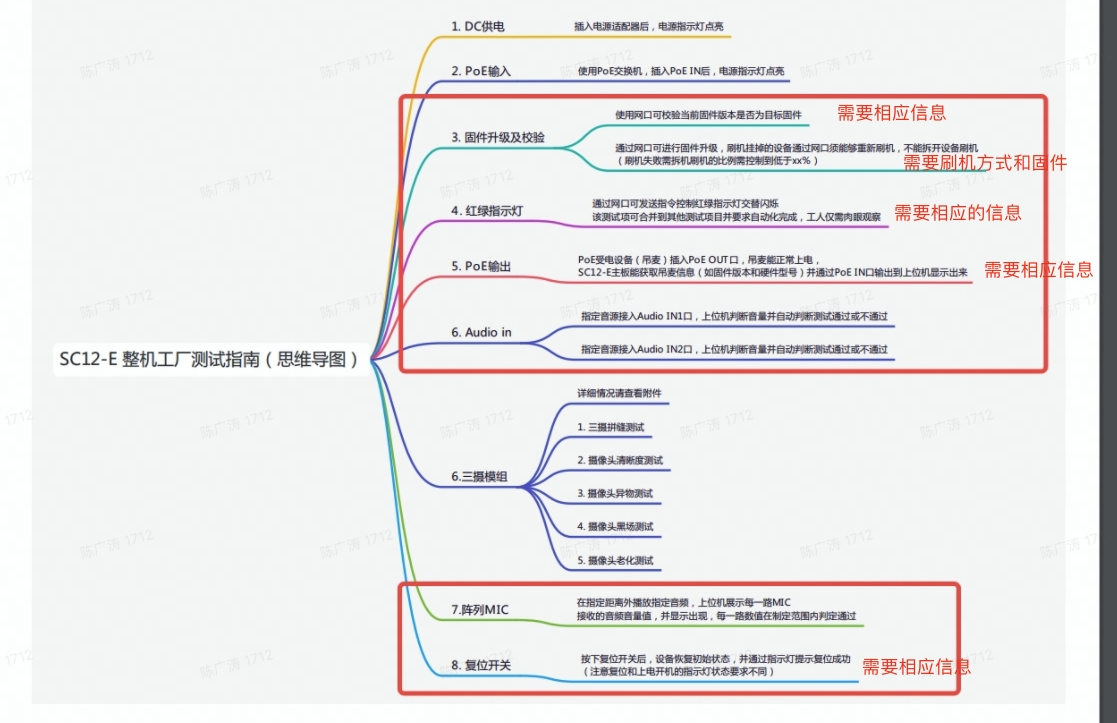 1. DC供电
插入电源适配器后，电源指示灯点亮
2. PoE输入
使用PoE交换机，插入PoE IN后，电源指示灯点亮
3. 固件升级及校验
使用网口可校验当前固件版本是否为目标固件
需要相应信息
通过网口可进行固件升级，刷机挂掉的设备通过网口须能够重新刷机，不能拆开设备刷机
（刷机失败需拆机刷机的比例需控制到低于xx%）
需要刷机方式和固件
4. 红绿指示灯
通过网口可发送指令控制红绿指示灯交替闪烁
该测试项可合并到其他测试项目并要求自动化完成，工人仅需肉眼观察
需要相应的信息
5. PoE输出
PoE受电设备（吊麦）插入PoE OUT口，吊麦能正常上电，
SC12-E主板能获取吊麦信息（如固件版本和硬件型号）并通过PoE IN口输出到上位机显示出来
需要相应信息
6. Audio in
指定音源接入Audio IN1口，上位机判断音量并自动判断测试通过或不通过
指定音源接入Audio IN2口，上位机判断音量并自动判断测试通过或不通过
SC12-E 整机工厂测试指南（思维导图）
6.三摄模组
详细情况请查看附件
1. 三摄拼缝测试
2. 摄像头清晰度测试
3. 摄像头异物测试
4. 摄像头黑场测试
5. 摄像头老化测试
7.阵列MIC
在指定距离外播放指定音频，上位机展示每一路MIC
接收的音频音量值，并显示出现，每一路数值在制定范围内判定通过
8. 复位开关
按下复位开关后，设备恢复初始状态，并通过指示灯提示复位成功
（注意复位和上电开机的指示灯状态要求不同）
需要相应信息
陈广涛 1712